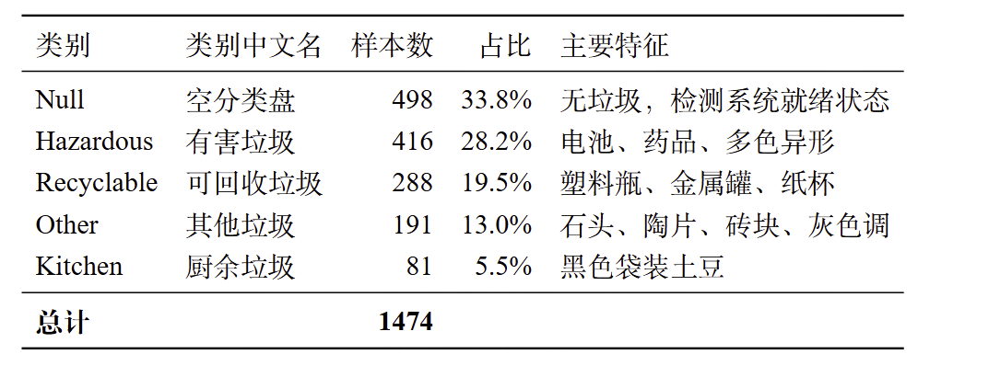 类别 类别中文名 样本数 占比 主要特征
Null 空分类盘 498 33.8% 无垃圾，检测系统就绪状态
Hazardous 有害垃圾 416 28.2% 电池、药品、多色异形
Recyclable 可回收垃圾 288 19.5% 塑料瓶、金属罐、纸杯
Other 其他垃圾 191 13.0% 石头、陶片、砖块、灰色调
Kitchen 厨余垃圾 81 5.5% 黑色袋装土豆
总计 1474